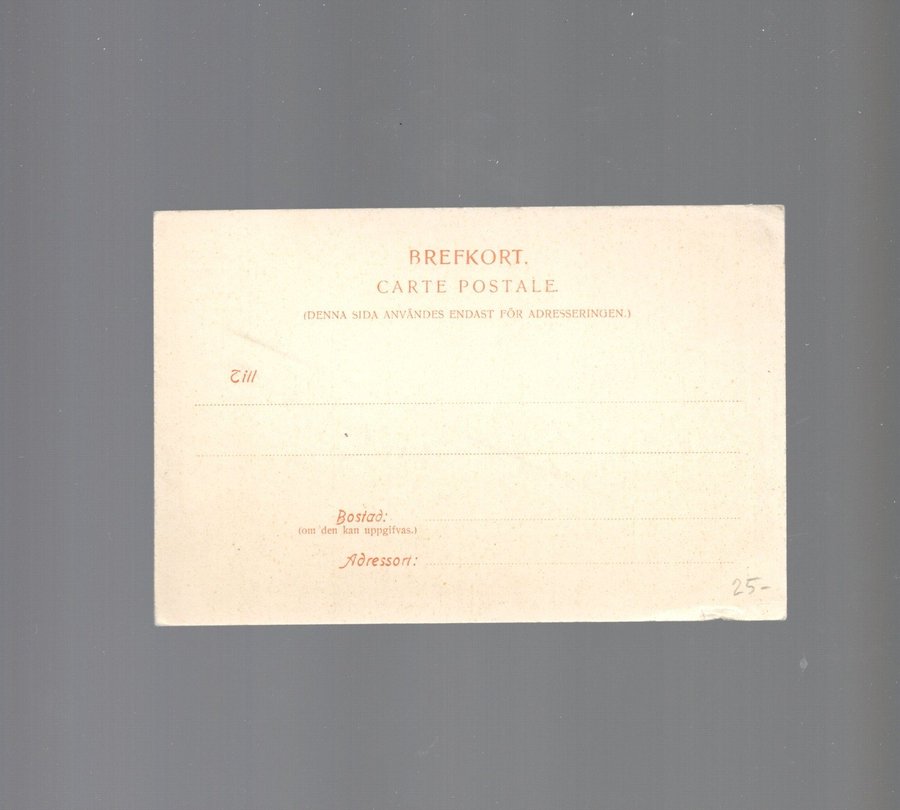 BREFKORT.
CARTE POSTALE.
(DENNA SIDA ANVÄNDES ENDAST FÖR ADRESSERINGEN.)
Till
Bostad:
(om den kan uppgifvas.)
Adressort:
25-